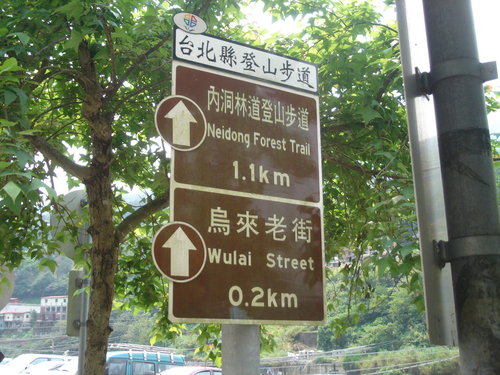 台北縣登山步道
內洞林道登山步道
Neidong Forest Trail
1.1km
烏來老街
Wulai Street
0.2km